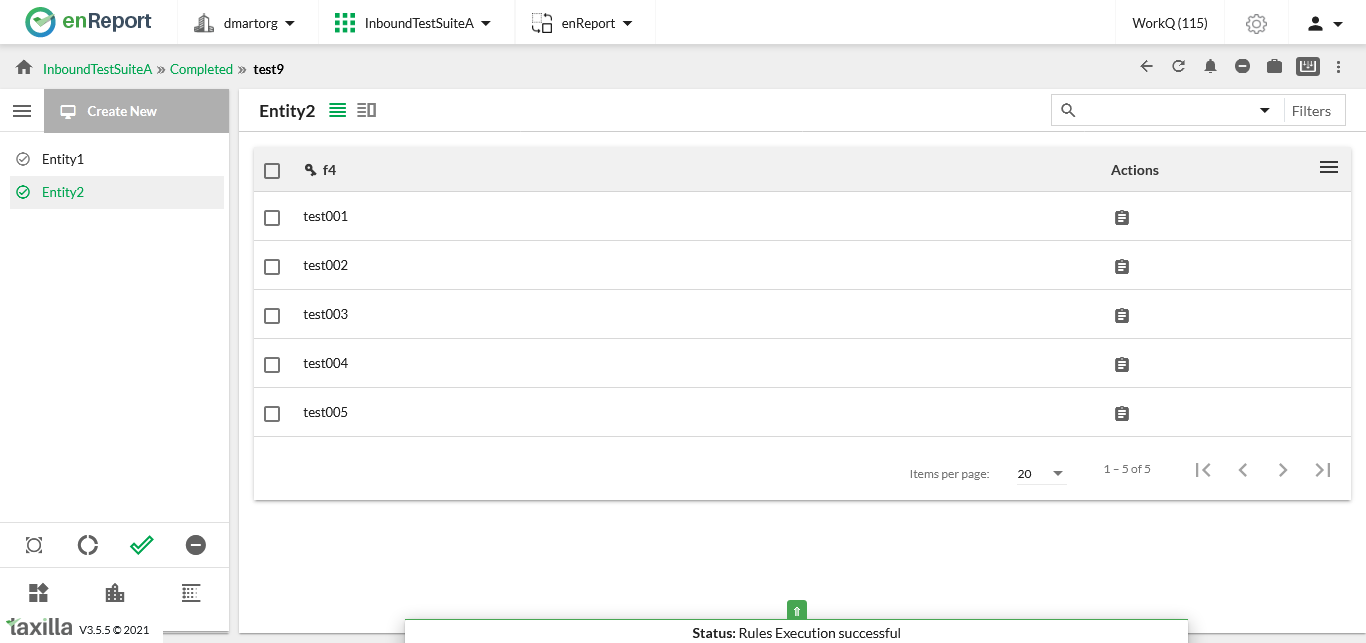 enReport dmartorg InboundTestSuiteA enReport WorkQ (115)
InboundTestSuiteA » Completed » test9
Create New
Entity1
Entity2
Entity2 Filters
f4 Actions
test001
test002
test003
test004
test005
Items per page: 20 1 – 5 of 5
taxilla V3.5.5 © 2021
Status: Rules Execution successful